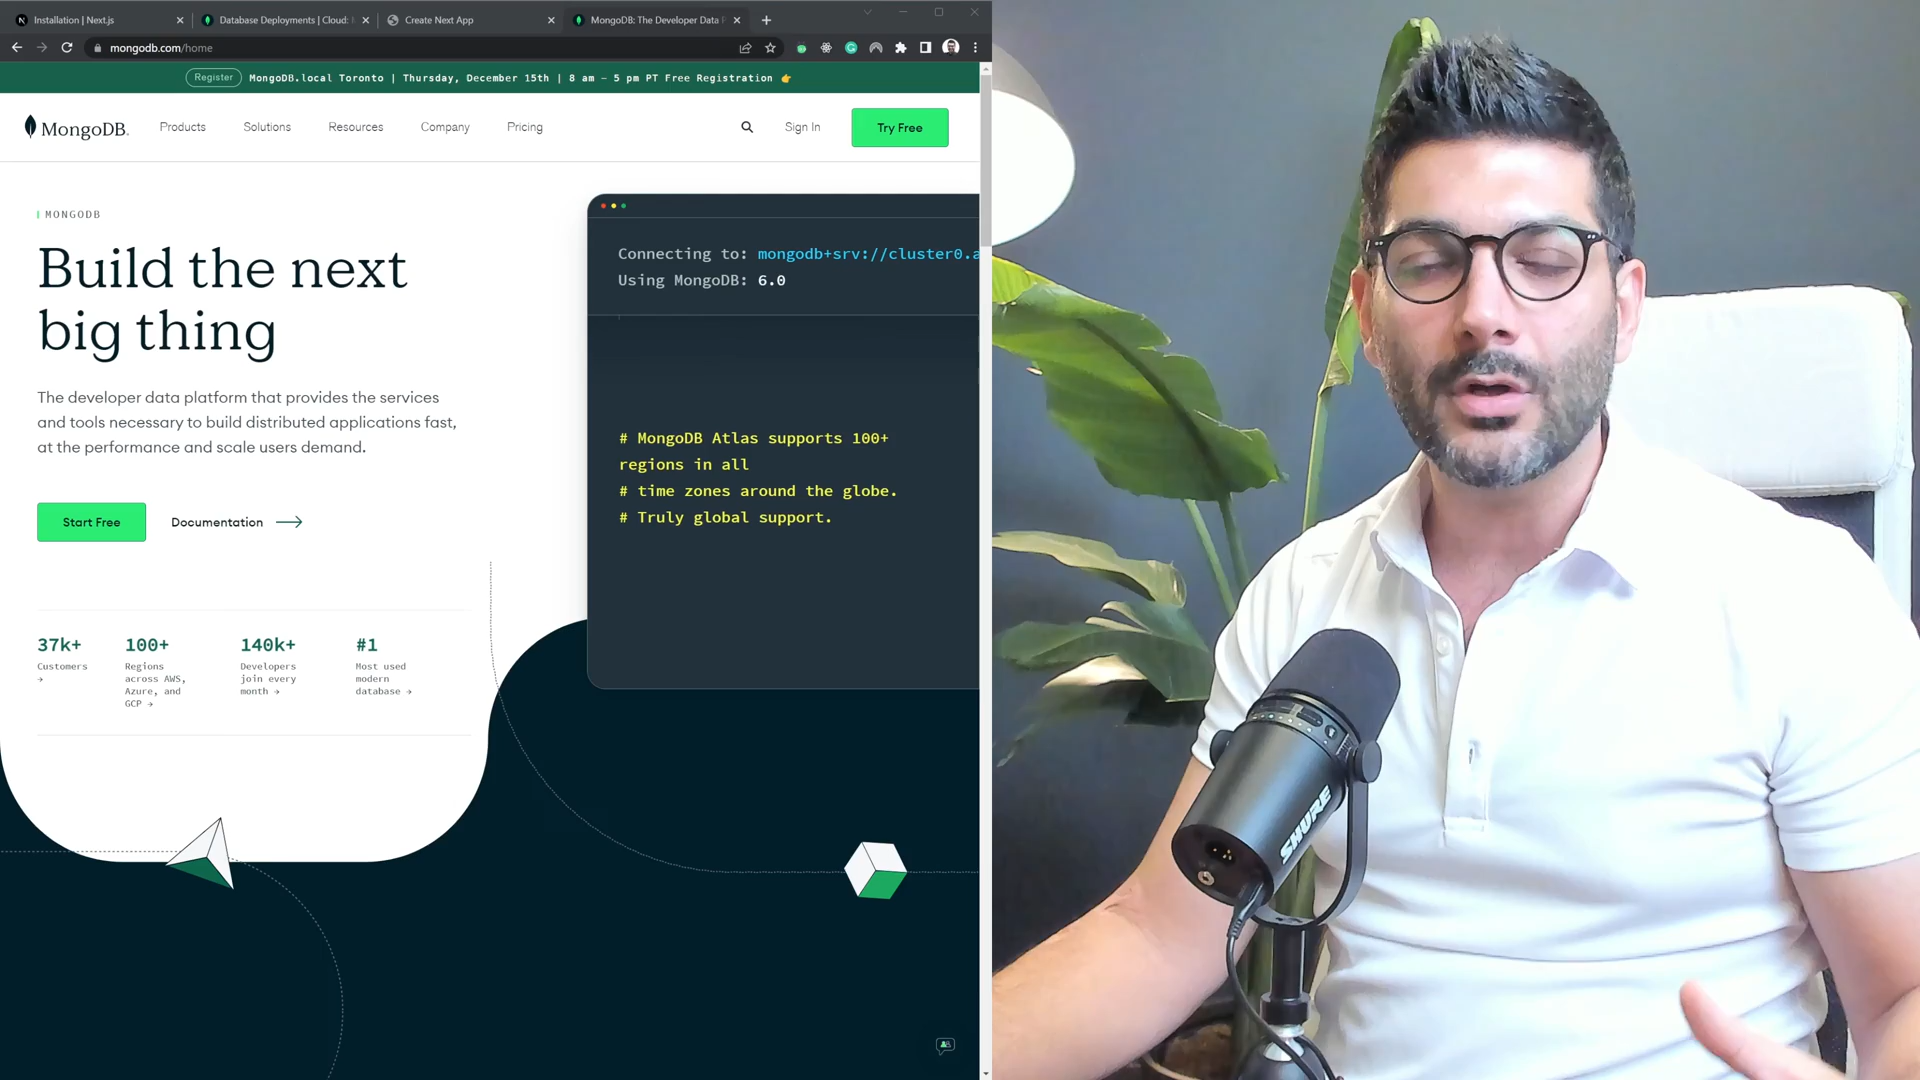 Installation | Next.js
Database Deployments | Cloud:
Create Next App
MongoDB: The Developer Data
mongodb.com/home
Register
MongoDB.local Toronto | Thursday, December 15th | 8 am – 5 pm PT Free Registration 👉
MongoDB.
Products
Solutions
Resources
Company
Pricing
Sign In
Try Free
MONGODB
Build the next
big thing
The developer data platform that provides the services
and tools necessary to build distributed applications fast,
at the performance and scale users demand.
Start Free
Documentation
37k+
Customers
→
100+
Regions
across AWS,
Azure, and
GCP →
140k+
Developers
join every
month →
#1
Most used
modern
database →
Connecting to: mongodb+srv://cluster0.a
Using MongoDB: 6.0
# MongoDB Atlas supports 100+
regions in all
# time zones around the globe.
# Truly global support.
SHURE